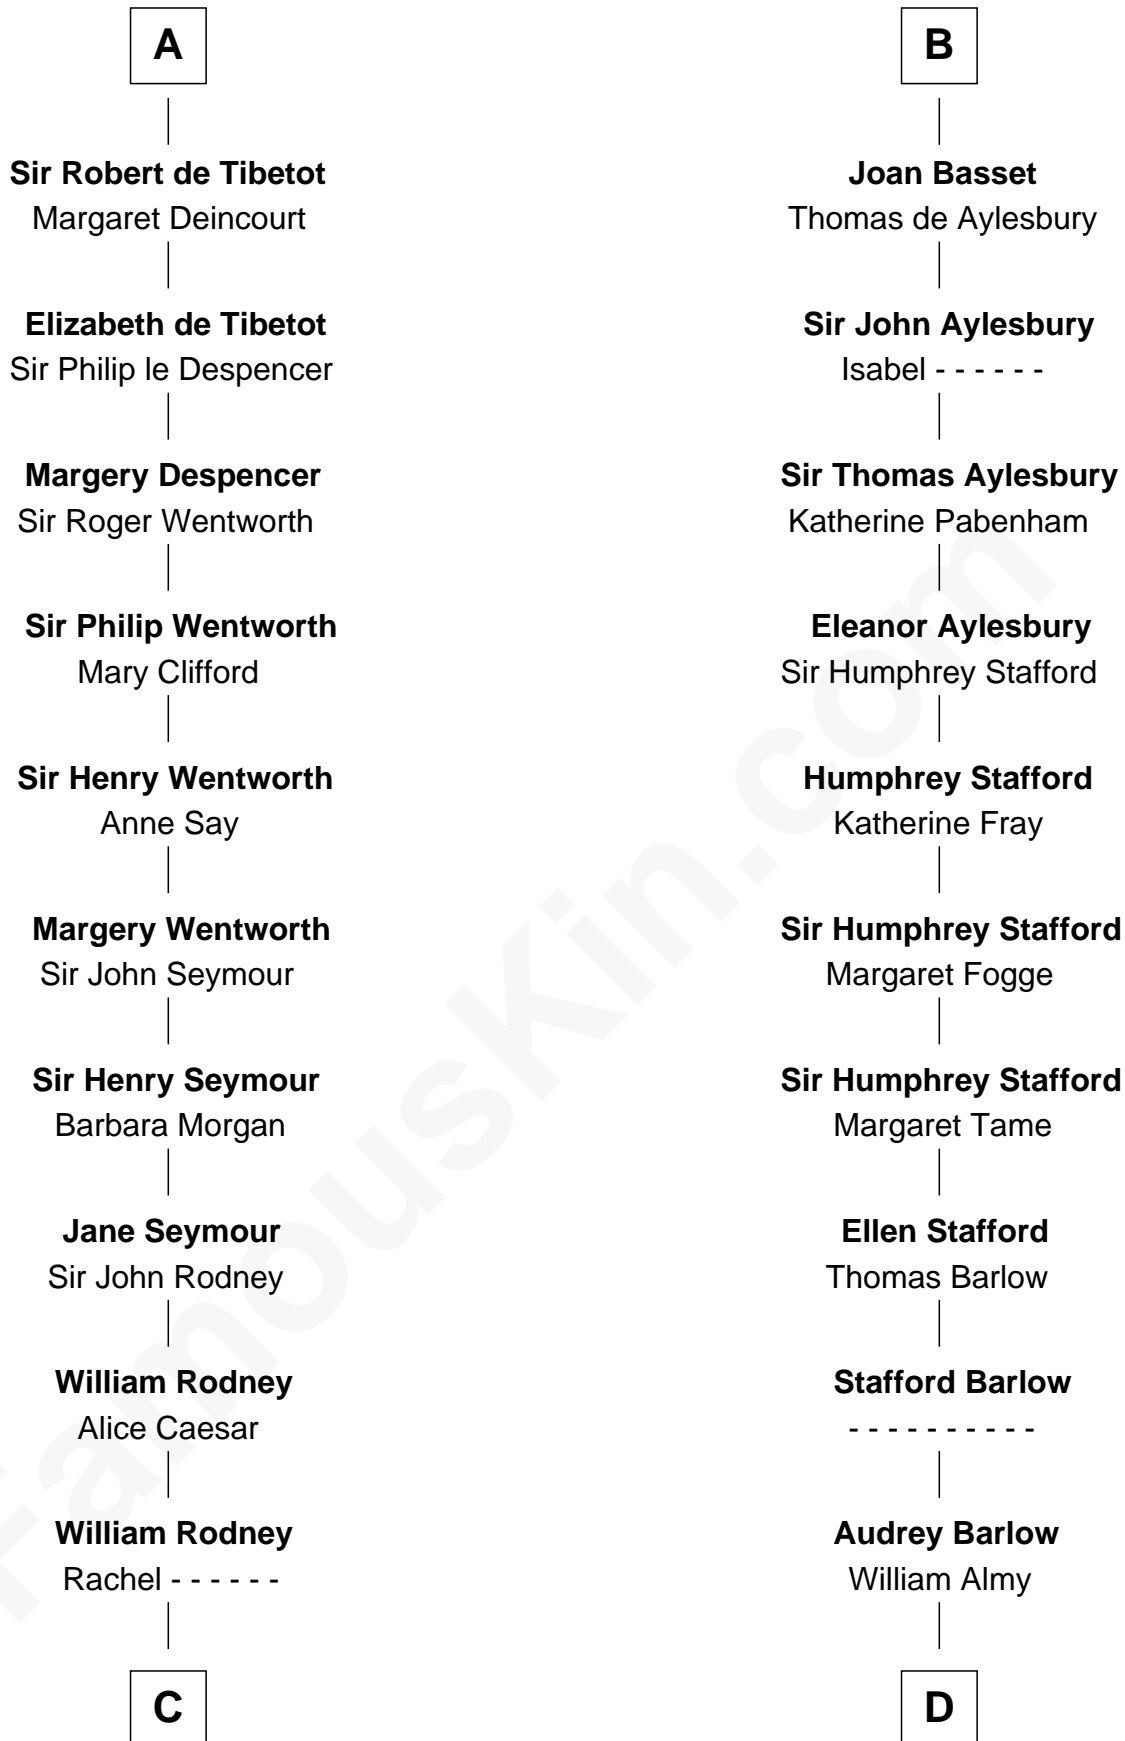 A
Sir Robert de Tibetot
Margaret Deincourt
Elizabeth de Tibetot
Sir Philip le Despencer
Margery Despencer
Sir Roger Wentworth
Sir Philip Wentworth
Mary Clifford
Sir Henry Wentworth
Anne Say
Margery Wentworth
Sir John Seymour
Sir Henry Seymour
Barbara Morgan
Jane Seymour
Sir John Rodney
William Rodney
Alice Caesar
William Rodney
Rachel - - - - - -
C
B
Joan Basset
Thomas de Aylesbury
Sir John Aylesbury
Isabel - - - - - -
Sir Thomas Aylesbury
Katherine Pabenham
Eleanor Aylesbury
Sir Humphrey Stafford
Humphrey Stafford
Katherine Fray
Sir Humphrey Stafford
Margaret Fogge
Sir Humphrey Stafford
Margaret Tame
Ellen Stafford
Thomas Barlow
Stafford Barlow
- - - - - - - - - -
Audrey Barlow
William Almy
D
FamousKin.com